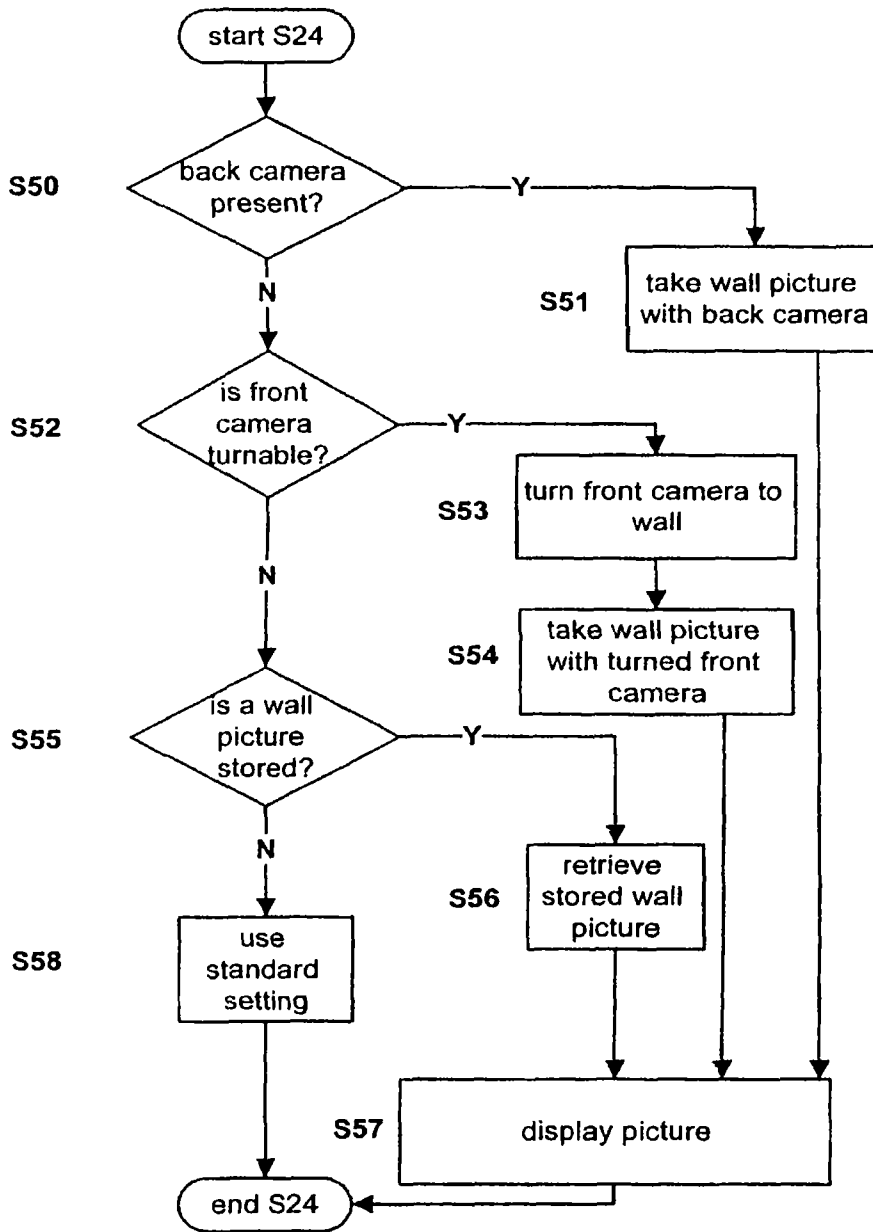 start S24
S50
back camera
present?
Y
N
S51
take wall picture
with back camera
S52
is front
camera
turnable?
Y
N
S53
turn front camera to
wall
S54
take wall picture
with turned front
camera
S55
is a wall
picture
stored?
Y
N
S56
retrieve
stored wall
picture
S58
use
standard
setting
S57
display picture
end S24